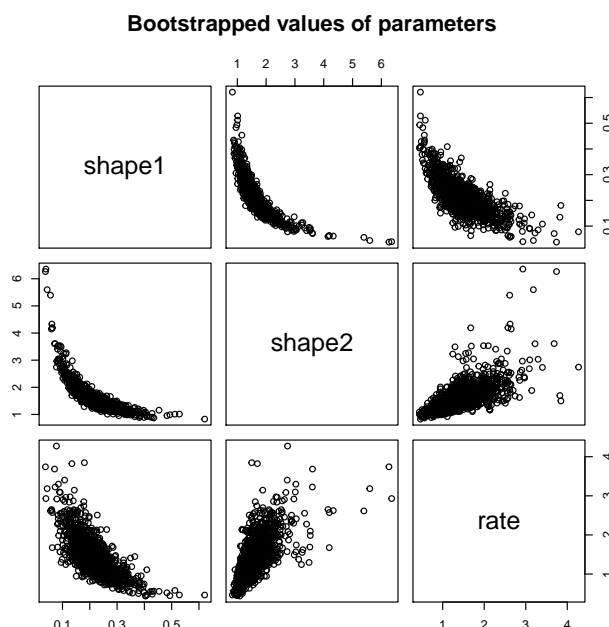 Bootstrapped values of parameters
1 2 3 4 5 6
shape1
0.1 0.3 0.5
1 2 3 4 5 6
shape2
rate
1 2 3 4
0.1 0.3 0.5
1 2 3 4